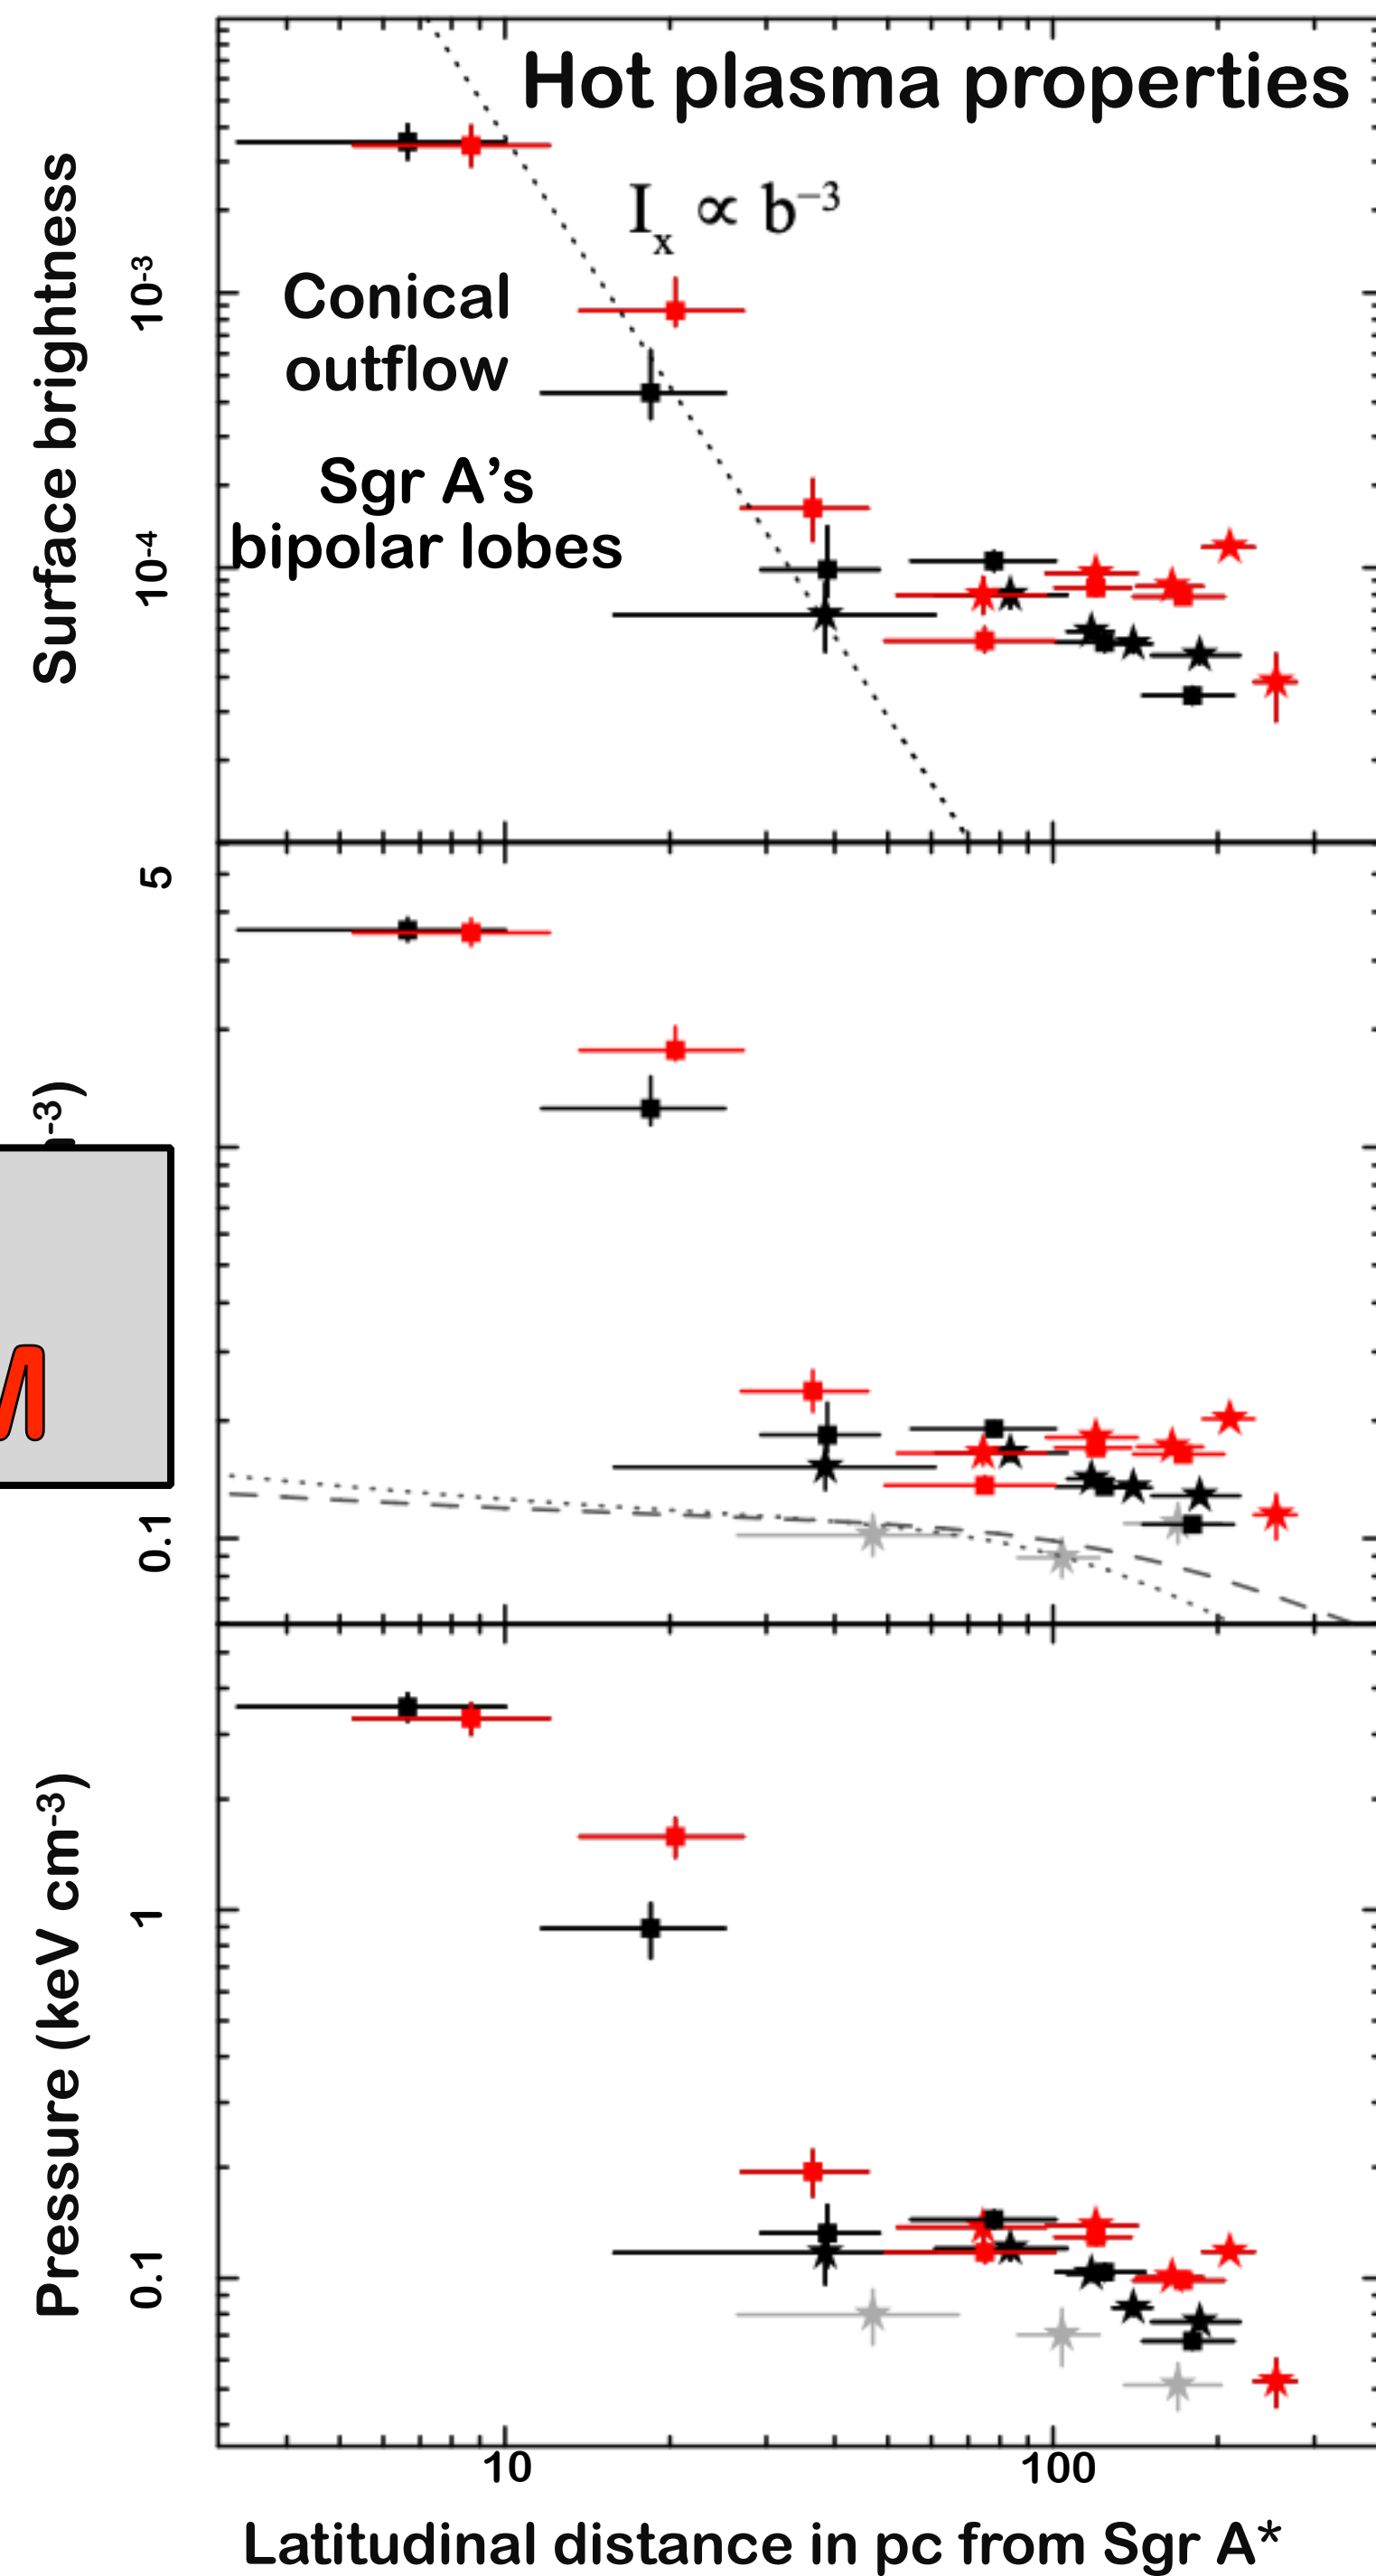 Hot plasma properties
Surface brightness
10-3
10-4
Ix ∝ b−3
Conical
outflow
Sgr A's
bipolar lobes
5
0.1
-3)
M
Pressure (keV cm-3)
1
0.1
10
100
Latitudinal distance in pc from Sgr A*